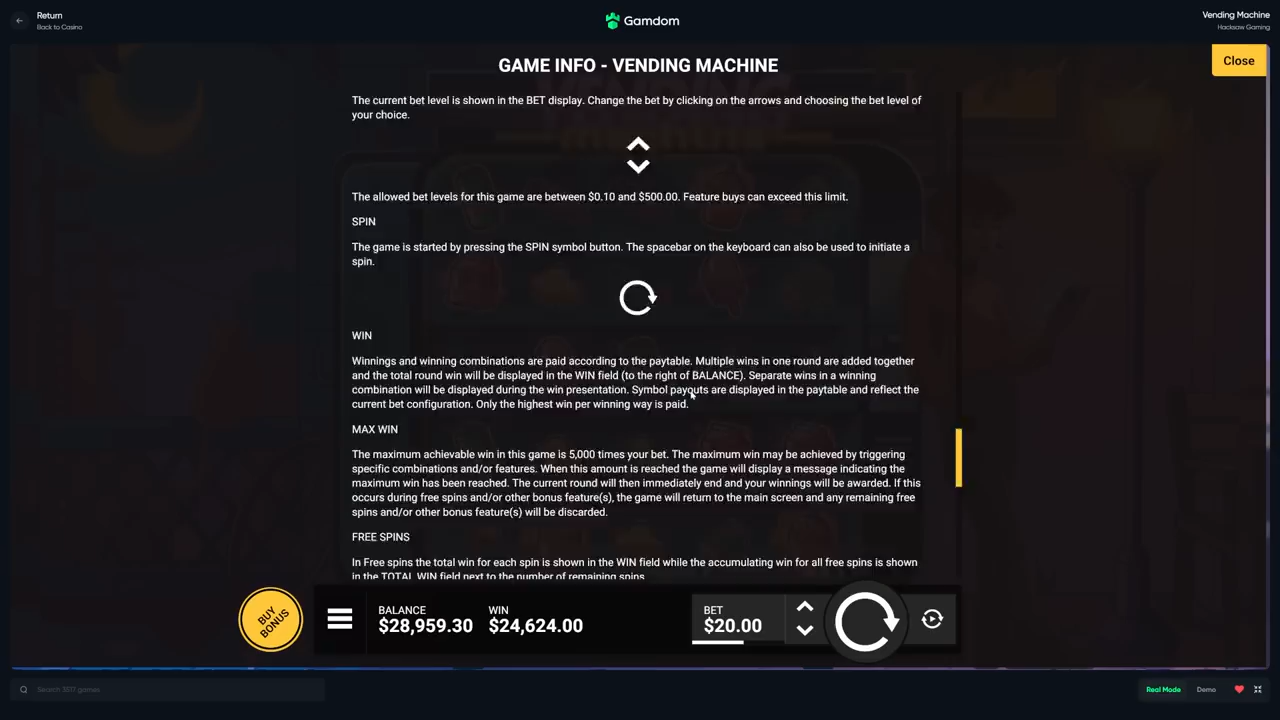 Return
Back to Casino
Gamdom
Vending Machine
Hacksaw Gaming
Close
GAME INFO - VENDING MACHINE
The current bet level is shown in the BET display. Change the bet by clicking on the arrows and choosing the bet level of
your choice.
The allowed bet levels for this game are between $0.10 and $500.00. Feature buys can exceed this limit.
SPIN
The game is started by pressing the SPIN symbol button. The spacebar on the keyboard can also be used to initiate a
spin.
WIN
Winnings and winning combinations are paid according to the paytable. Multiple wins in one round are added together
and the total round win will be displayed in the WIN field (to the right of BALANCE). Separate wins in a winning
combination will be displayed during the win presentation. Symbol payouts are displayed in the paytable and reflect the
current bet configuration. Only the highest win per winning way is paid.
MAX WIN
The maximum achievable win in this game is 5,000 times your bet. The maximum win may be achieved by triggering
specific combinations and/or features. When this amount is reached the game will display a message indicating the
maximum win has been reached. The current round will then immediately end and your winnings will be awarded. If this
occurs during free spins and/or other bonus feature(s), the game will return to the main screen and any remaining free
spins and/or other bonus feature(s) will be discarded.
FREE SPINS
In Free spins the total win for each spin is shown in the WIN field while the accumulating win for all free spins is shown
in the TOTAL WIN field next to the number of remaining spins.
BUY
BONUS
BALANCE
$28,959.30
WIN
$24,624.00
BET
$20.00
Search 3517 games
Real Mode
Demo